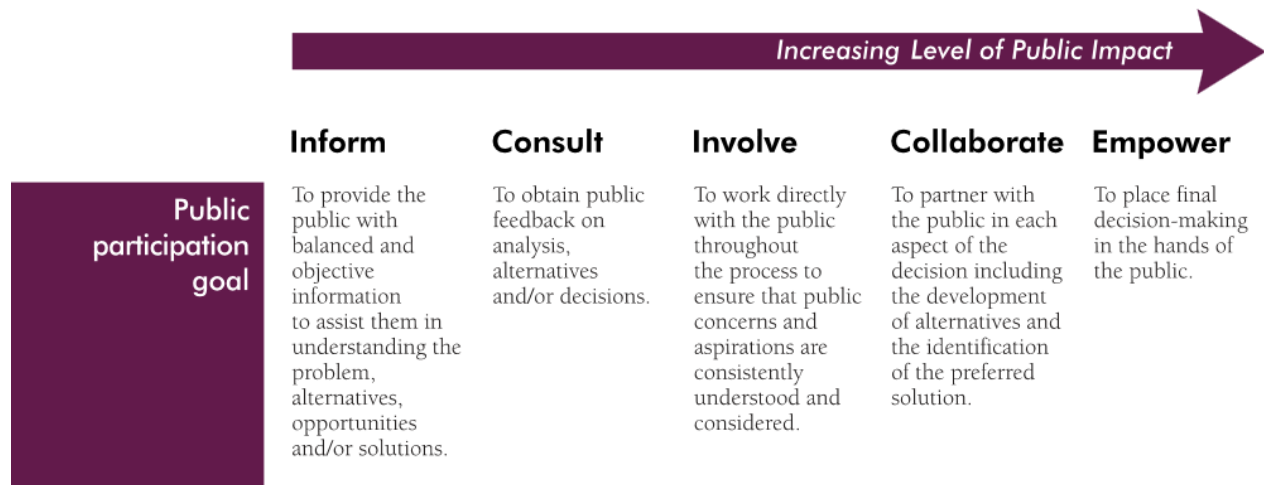 Increasing Level of Public Impact
Inform
Consult
Involve
Collaborate
Empower
Public
participation
goal
To provide the
public with
balanced and
objective
information
to assist them in
understanding the
problem,
alternatives,
opportunities
and/or solutions.
To obtain public
feedback on
analysis,
alternatives
and/or decisions.
To work directly
with the public
throughout
the process to
ensure that public
concerns and
aspirations are
consistently
understood and
considered.
To partner with
the public in each
aspect of the
decision including
the development
of alternatives and
the identification
of the preferred
solution.
To place final
decision-making
in the hands of
the public.